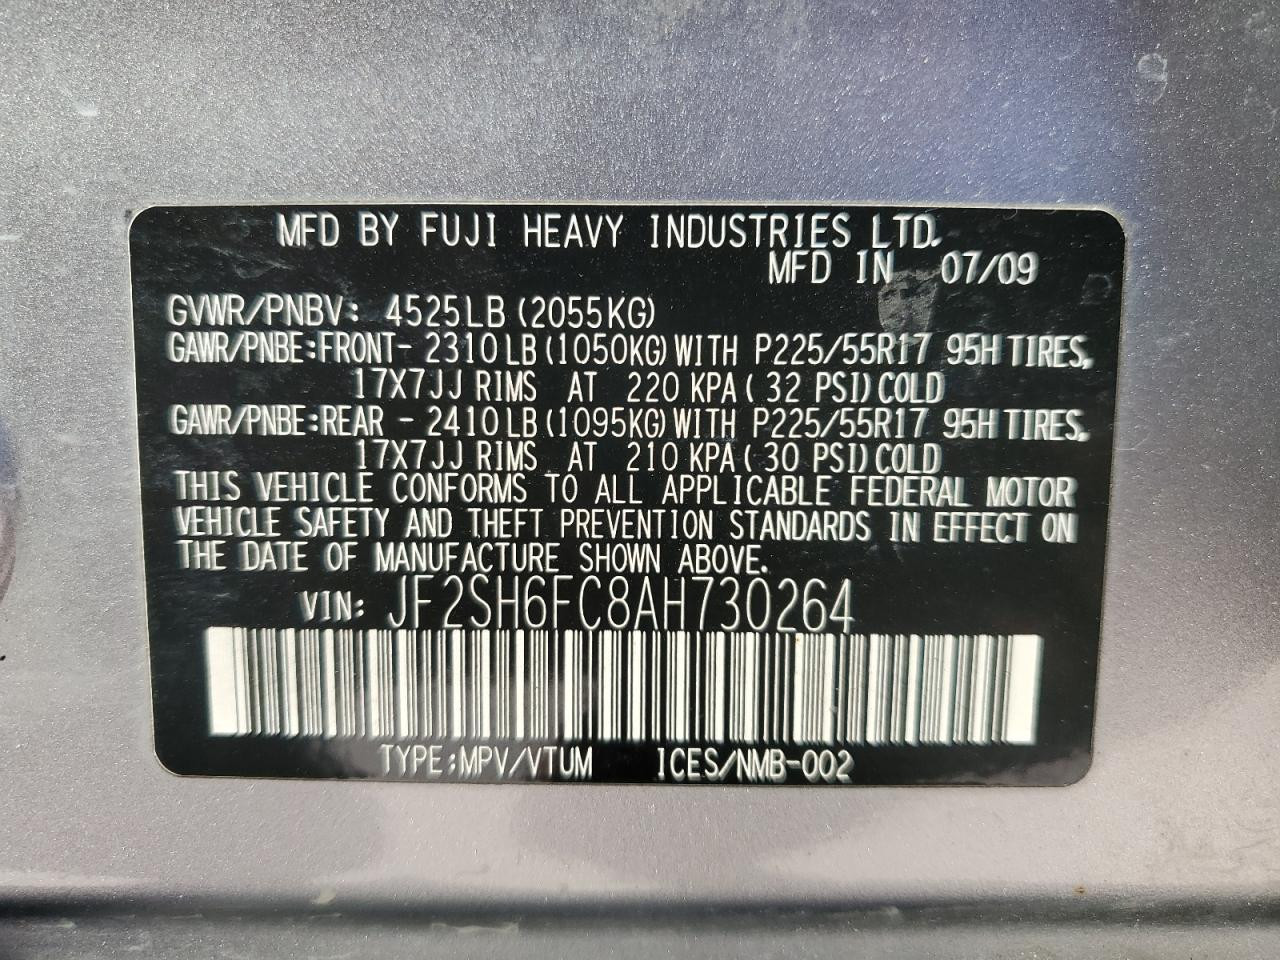 MFD BY FUJI HEAVY INDUSTRIES LTD.
MFD IN 07/09
GVWR/PNBV: 4525LB (2055KG)
GAWR/PNBE:FRONT- 2310LB(1050KG)WITH P225/55R17 95H TIRES,
17X7JJ RIMS AT 220 KPA( 32 PSI)COLD
GAWR/PNBE:REAR - 2410LB(1095KG)WITH P225/55R17 95H TIRES,
17X7JJ RIMS AT 210 KPA( 30 PSI)COLD
THIS VEHICLE CONFORMS TO ALL APPLICABLE FEDERAL MOTOR
VEHICLE SAFETY AND THEFT PREVENTION STANDARDS IN EFFECT ON
THE DATE OF MANUFACTURE SHOWN ABOVE.
VIN: JF2SH6FC8AH730264
TYPE:MPV/VTUM ICES/NMB-002